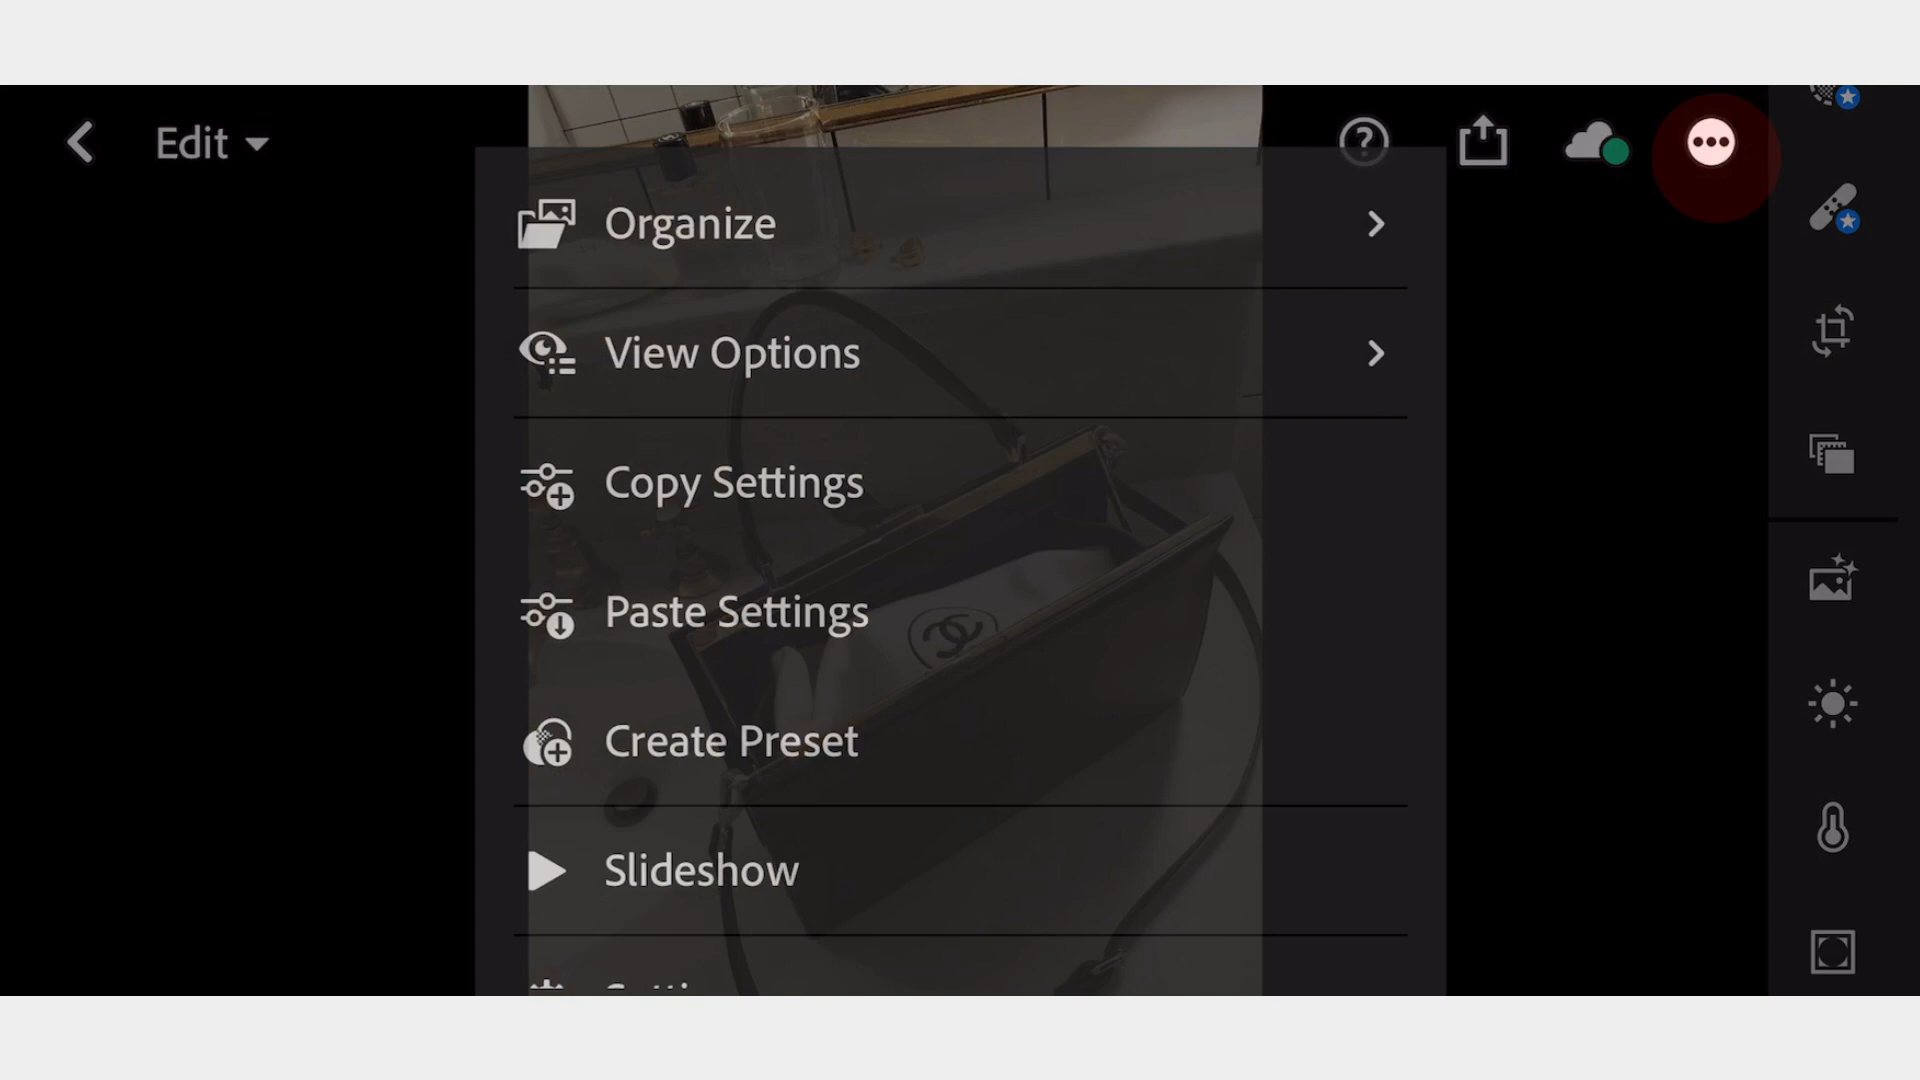 Edit
Organize
View Options
Copy Settings
Paste Settings
Create Preset
Slideshow